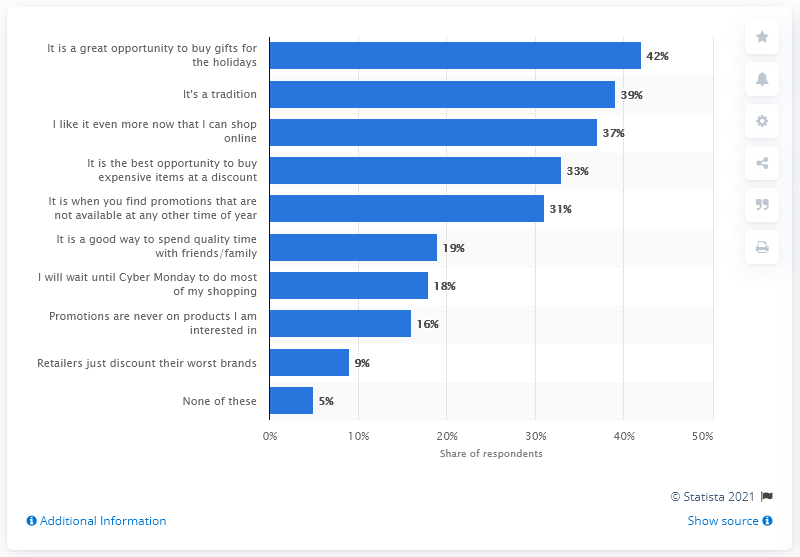 It is a great opportunity to buy gifts for
the holidays
42%
It's a tradition
39%
I like it even more now that I can shop
online
37%
It is the best opportunity to buy
expensive items at a discount
33%
It is when you find promotions that are
not available at any other time of year
31%
It is a good way to spend quality time
with friends/family
19%
I will wait until Cyber Monday to do most
of my shopping
18%
Promotions are never on products I am
interested in
16%
Retailers just discount their worst brands
9%
None of these
5%
0% 10% 20% 30% 40% 50%
Share of respondents
© Statista 2021
Additional Information
Show source